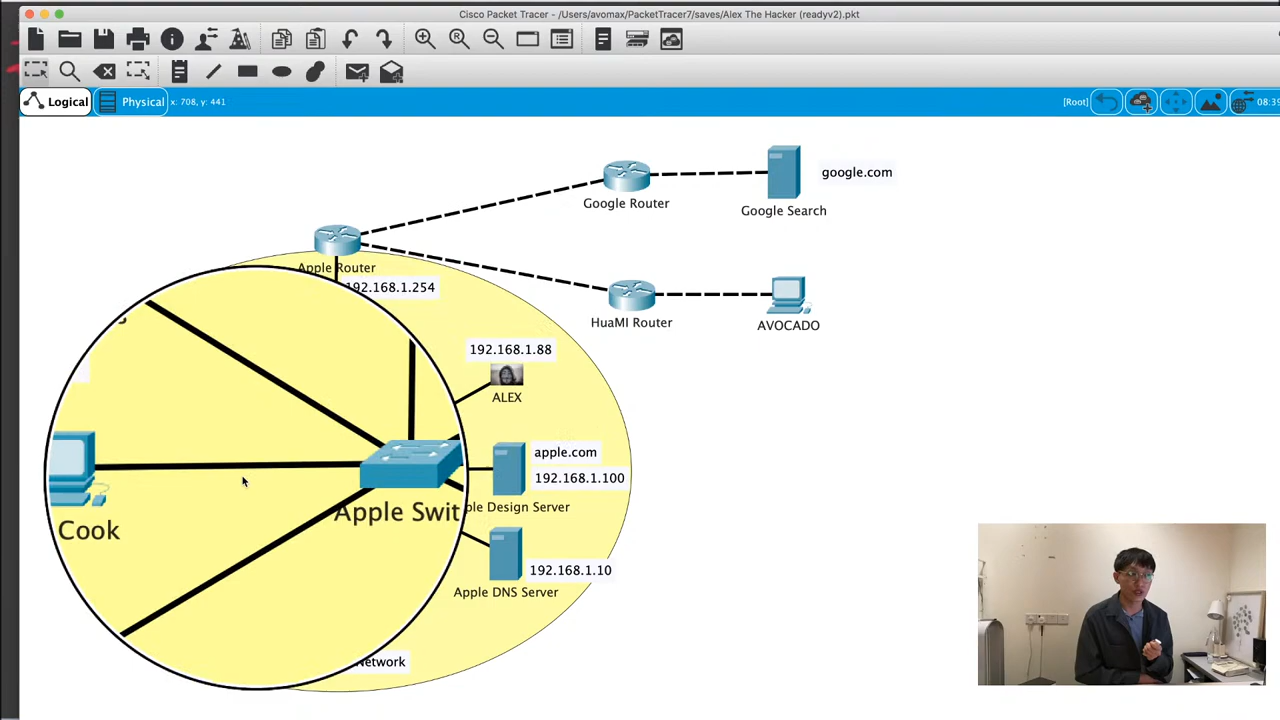 Cisco Packet Tracer - /Users/avomax/PacketTracer7/saves/Alex The Hacker (readyv2).pkt
Logical
Physical
x: 708, y: 441
[Root]
08:39
google.com
Google Router
Google Search
Apple Router
192.168.1.254
HuaMI Router
AVOCADO
192.168.1.88
ALEX
apple.com
192.168.1.100
Cook
Apple Swit
ple Design Server
192.168.1.10
Apple DNS Server
Network